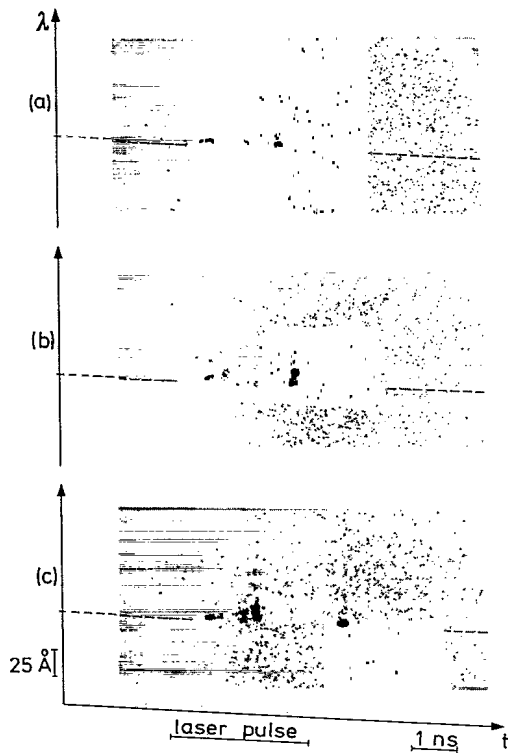 λ
(a)
(b)
(c)
25 Å
laser pulse
1 ns
t